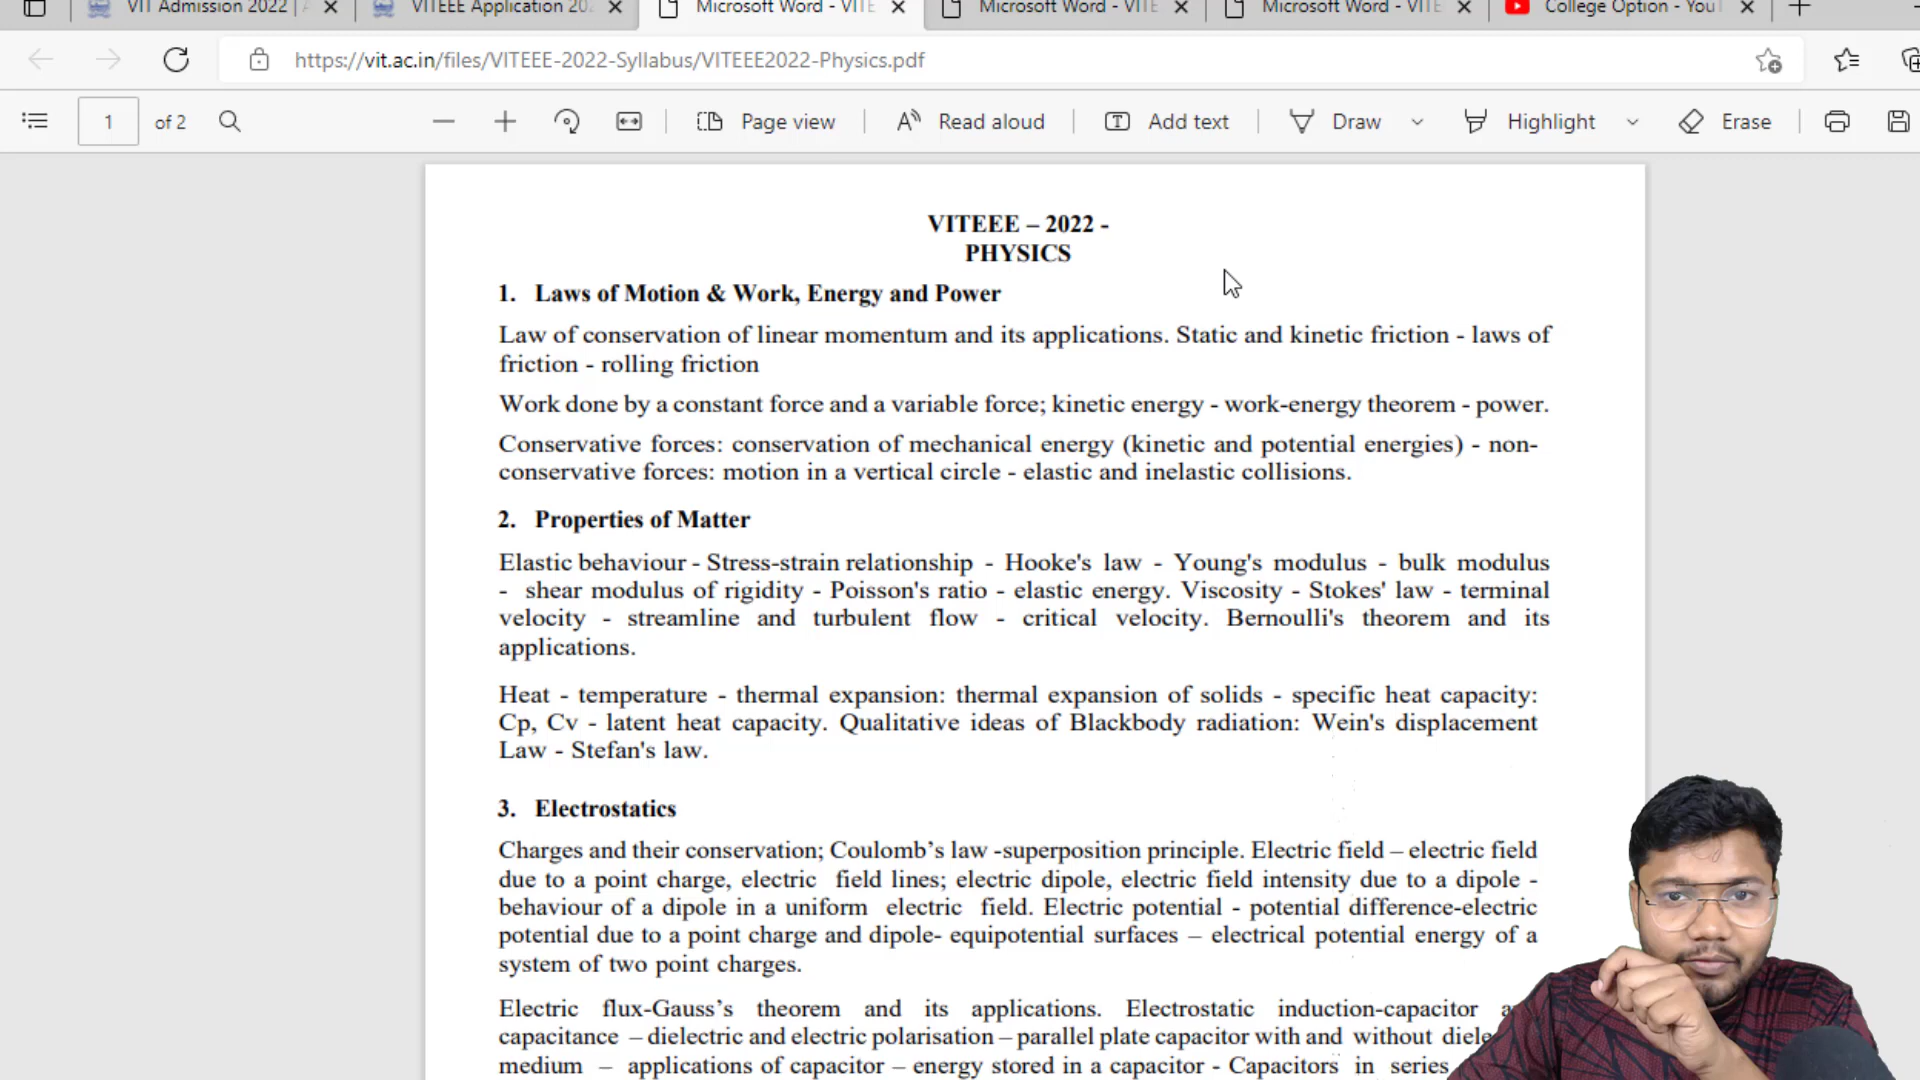 VIT Admission 2022 |
VITEEE Application 202
Microsoft Word - VITE
Microsoft Word - VITE
Microsoft Word - VITE
College Option - YouT
https://vit.ac.in/files/VITEEE-2022-Syllabus/VITEEE2022-Physics.pdf
1 of 2
Page view
Read aloud
Add text
Draw
Highlight
Erase
VITEEE – 2022 -
PHYSICS
1. Laws of Motion & Work, Energy and Power
Law of conservation of linear momentum and its applications. Static and kinetic friction - laws of
friction - rolling friction
Work done by a constant force and a variable force; kinetic energy - work-energy theorem - power.
Conservative forces: conservation of mechanical energy (kinetic and potential energies) - non-
conservative forces: motion in a vertical circle - elastic and inelastic collisions.
2. Properties of Matter
Elastic behaviour - Stress-strain relationship - Hooke's law - Young's modulus - bulk modulus
- shear modulus of rigidity - Poisson's ratio - elastic energy. Viscosity - Stokes' law - terminal
velocity - streamline and turbulent flow - critical velocity. Bernoulli's theorem and its
applications.
Heat - temperature - thermal expansion: thermal expansion of solids - specific heat capacity:
Cp, Cv - latent heat capacity. Qualitative ideas of Blackbody radiation: Wein's displacement
Law - Stefan's law.
3. Electrostatics
Charges and their conservation; Coulomb’s law -superposition principle. Electric field – electric field
due to a point charge, electric field lines; electric dipole, electric field intensity due to a dipole -
behaviour of a dipole in a uniform electric field. Electric potential - potential difference-electric
potential due to a point charge and dipole- equipotential surfaces – electrical potential energy of a
system of two point charges.
Electric flux-Gauss’s theorem and its applications. Electrostatic induction-capacitor
capacitance – dielectric and electric polarisation – parallel plate capacitor with and without
medium – applications of capacitor – energy stored in a capacitor - Capacitors in series